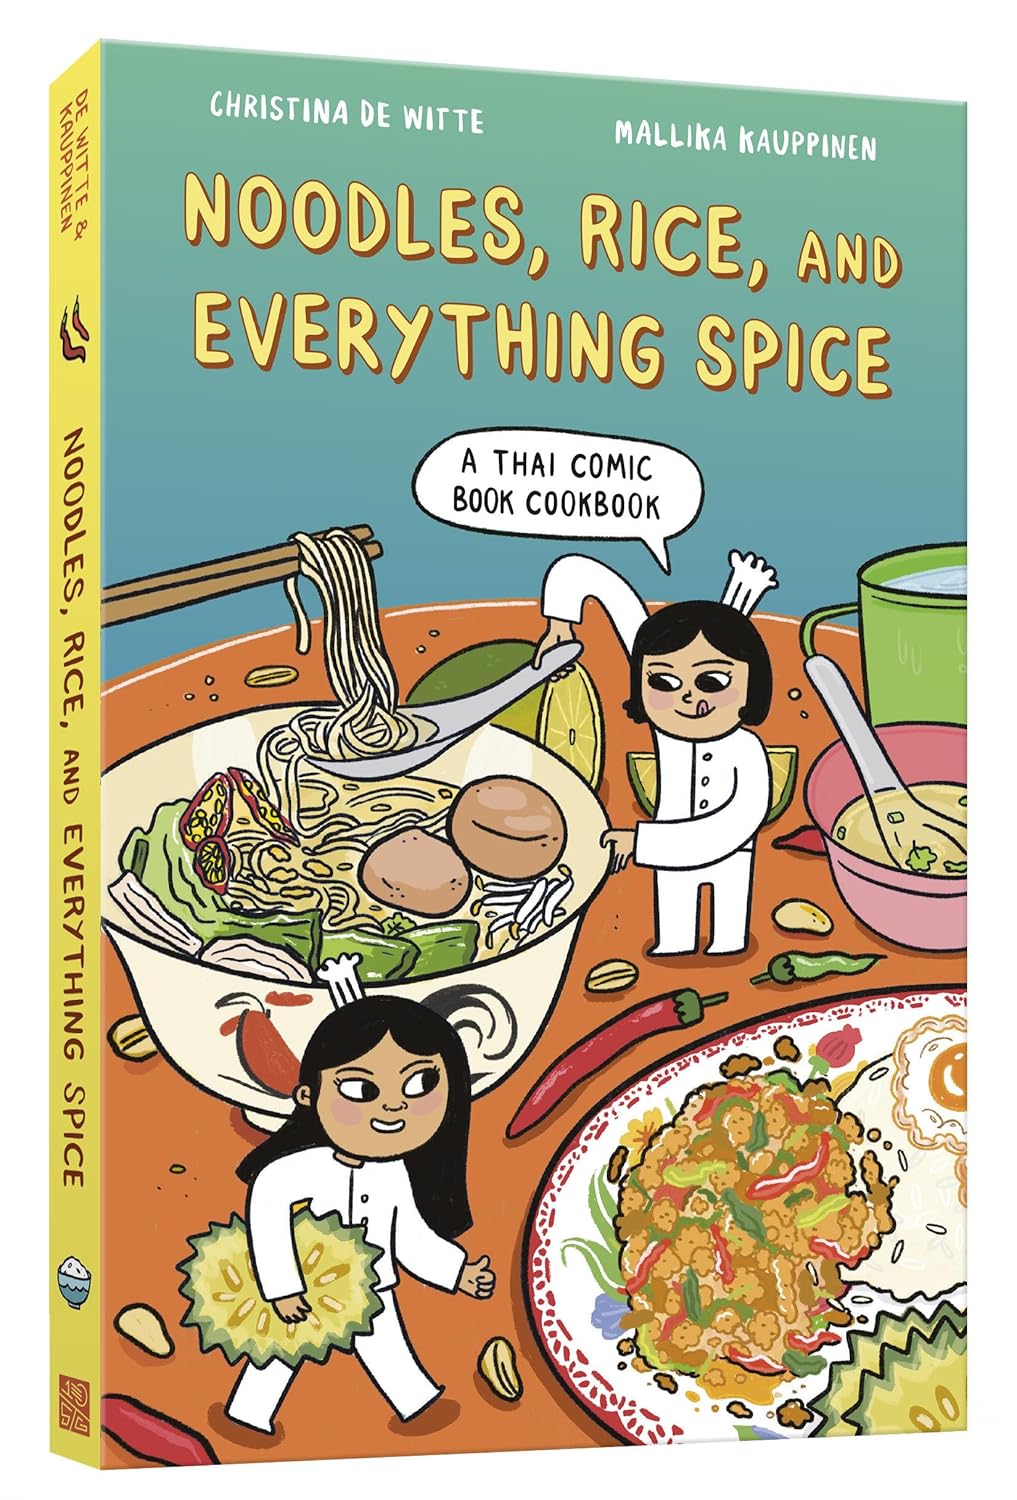 CHRISTINA DE WITTE
MALLIKA KAUPPINEN
NOODLES, RICE, AND
EVERYTHING SPICE
A THAI COMIC
BOOK COOKBOOK
DE WITTE &
KAUPPINEN
NOODLES, RICE, AND EVERYTHING SPICE